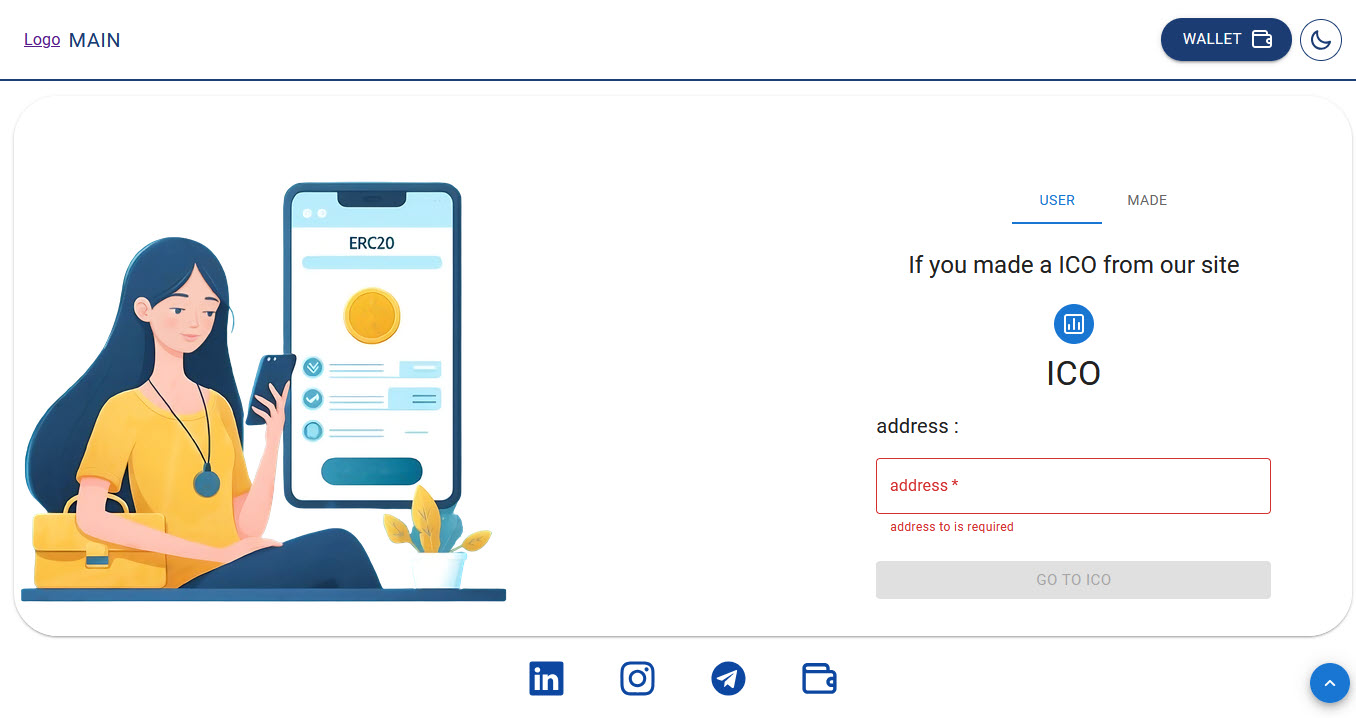 Logo MAIN
WALLET
ERC20
USER MADE
If you made a ICO from our site
ICO
address :
address *
address to is required
GO TO ICO